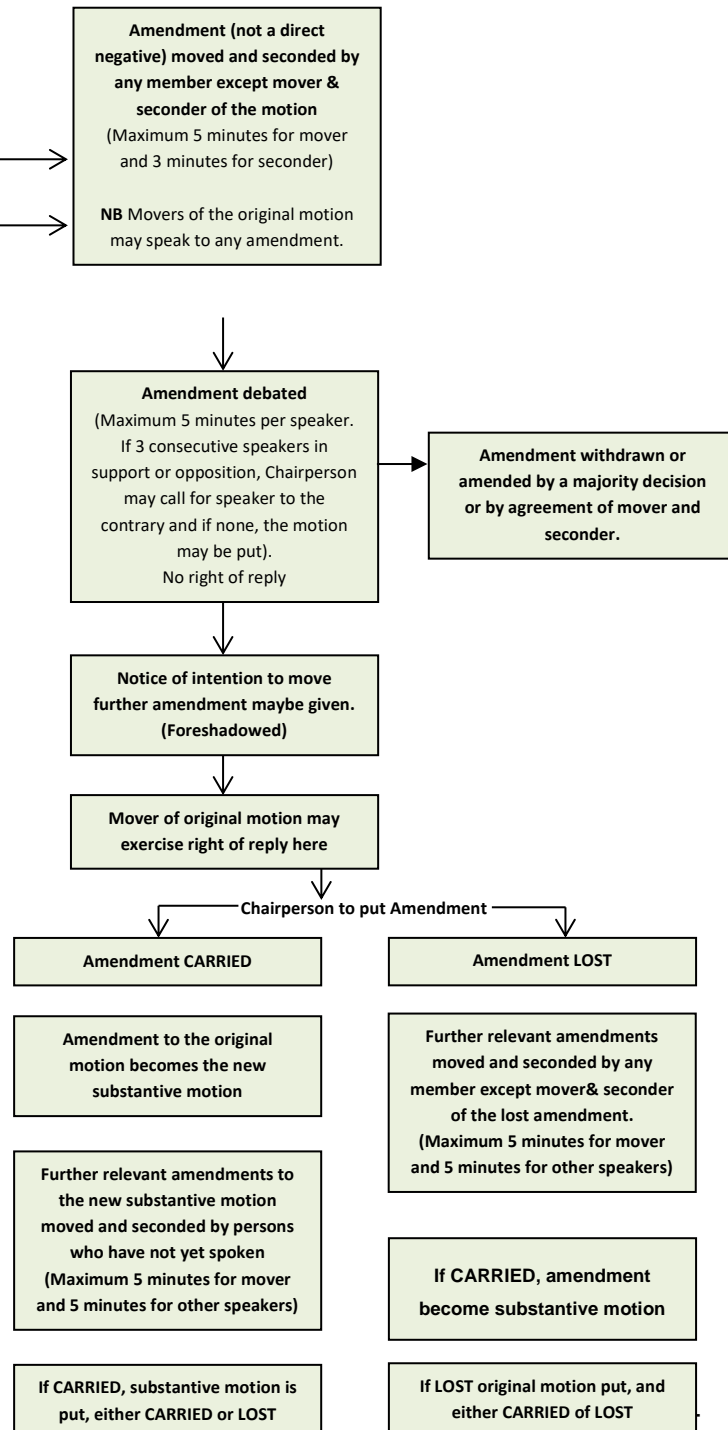 Amendment (not a direct
negative) moved and seconded by
any member except mover &
seconder of the motion
(Maximum 5 minutes for mover
and 3 minutes for seconder)
NB Movers of the original motion
may speak to any amendment.
Amendment debated
(Maximum 5 minutes per speaker.
If 3 consecutive speakers in
support or opposition, Chairperson
may call for speaker to the
contrary and if none, the motion
may be put).
No right of reply
Amendment withdrawn or
amended by a majority decision
or by agreement of mover and
seconder.
Notice of intention to move
further amendment maybe given.
(Foreshadowed)
Mover of original motion may
exercise right of reply here
Chairperson to put Amendment
Amendment CARRIED
Amendment to the original
motion becomes the new
substantive motion
Further relevant amendments to
the new substantive motion
moved and seconded by persons
who have not yet spoken
(Maximum 5 minutes for mover
and 5 minutes for other speakers)
If CARRIED, substantive motion is
put, either CARRIED or LOST
Amendment LOST
Further relevant amendments
moved and seconded by any
member except mover& seconder
of the lost amendment.
(Maximum 5 minutes for mover
and 5 minutes for other speakers)
If CARRIED, amendment
become substantive motion
If LOST original motion put, and
either CARRIED of LOST